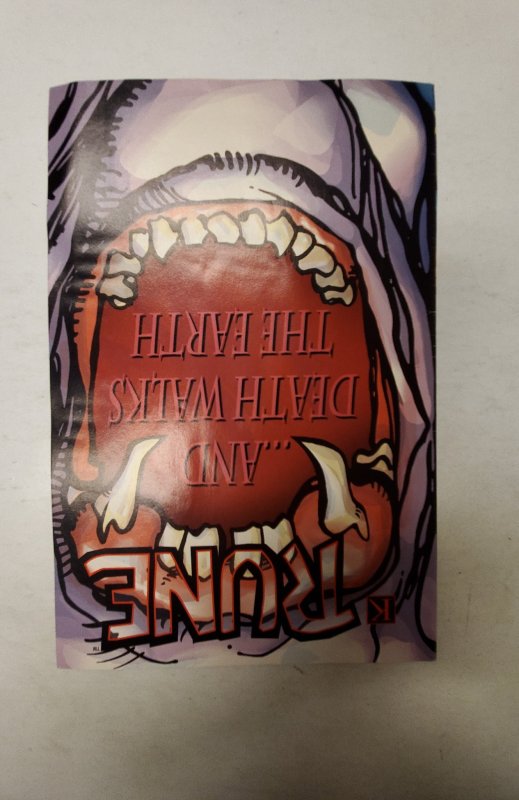 K RUNE
...AND
DEATH WALKS
THE EARTH